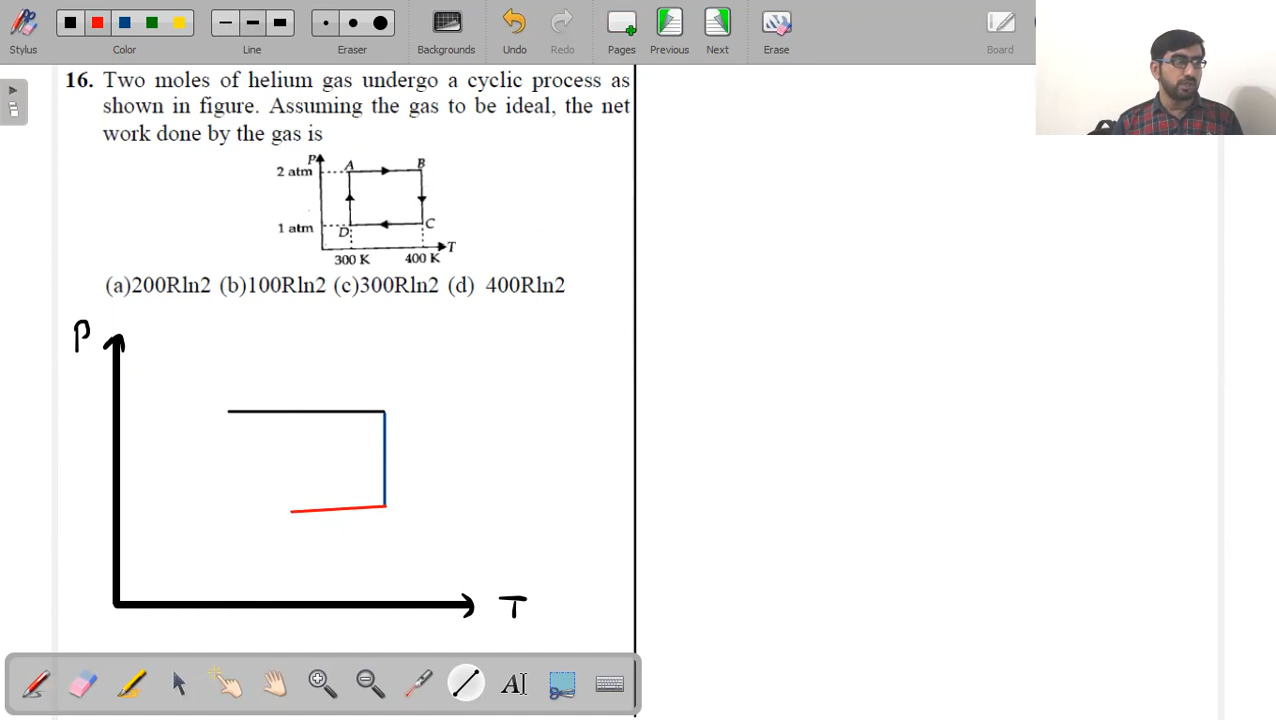 Stylus Color Line Eraser Backgrounds Undo Redo Pages Previous Next Erase Board
16. Two moles of helium gas undergo a cyclic process as
shown in figure. Assuming the gas to be ideal, the net
work done by the gas is
P
A B
2 atm
1 atm
D C
T
300 K 400 K
(a)200Rln2 (b)100Rln2 (c)300Rln2 (d) 400Rln2
P
T
A